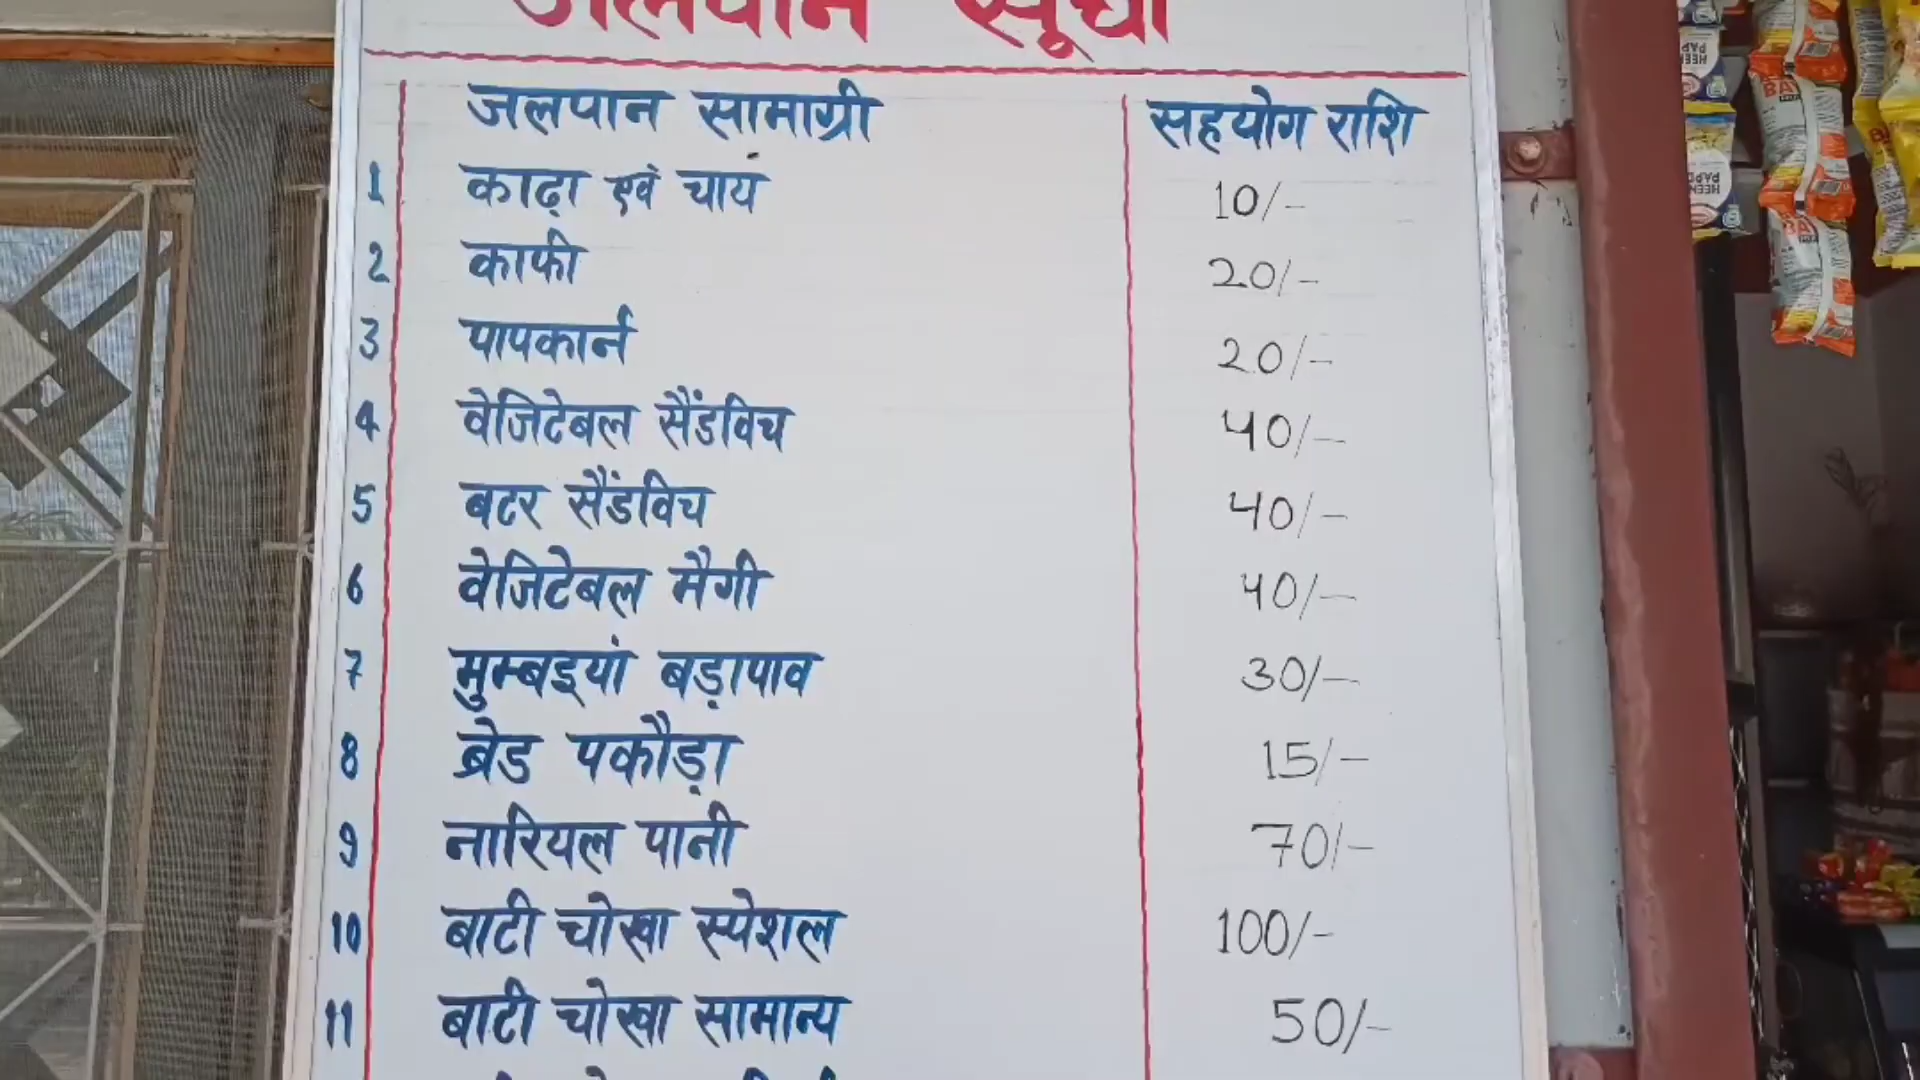 जलपान सूची
जलपान सामाग्री सहयोग राशि
1 काढ़ा एवं चाय 10/-
2 काफी 20/-
3 पापकार्न 20/-
4 वेजिटेबल सैंडविच 40/-
5 बटर सैंडविच 40/-
6 वेजिटेबल मैगी 40/-
7 मुम्बइयां बड़ापाव 30/-
8 ब्रेड पकौड़ा 15/-
9 नारियल पानी 70/-
10 बाटी चोखा स्पेशल 100/-
11 बाटी चोखा सामान्य 50/-